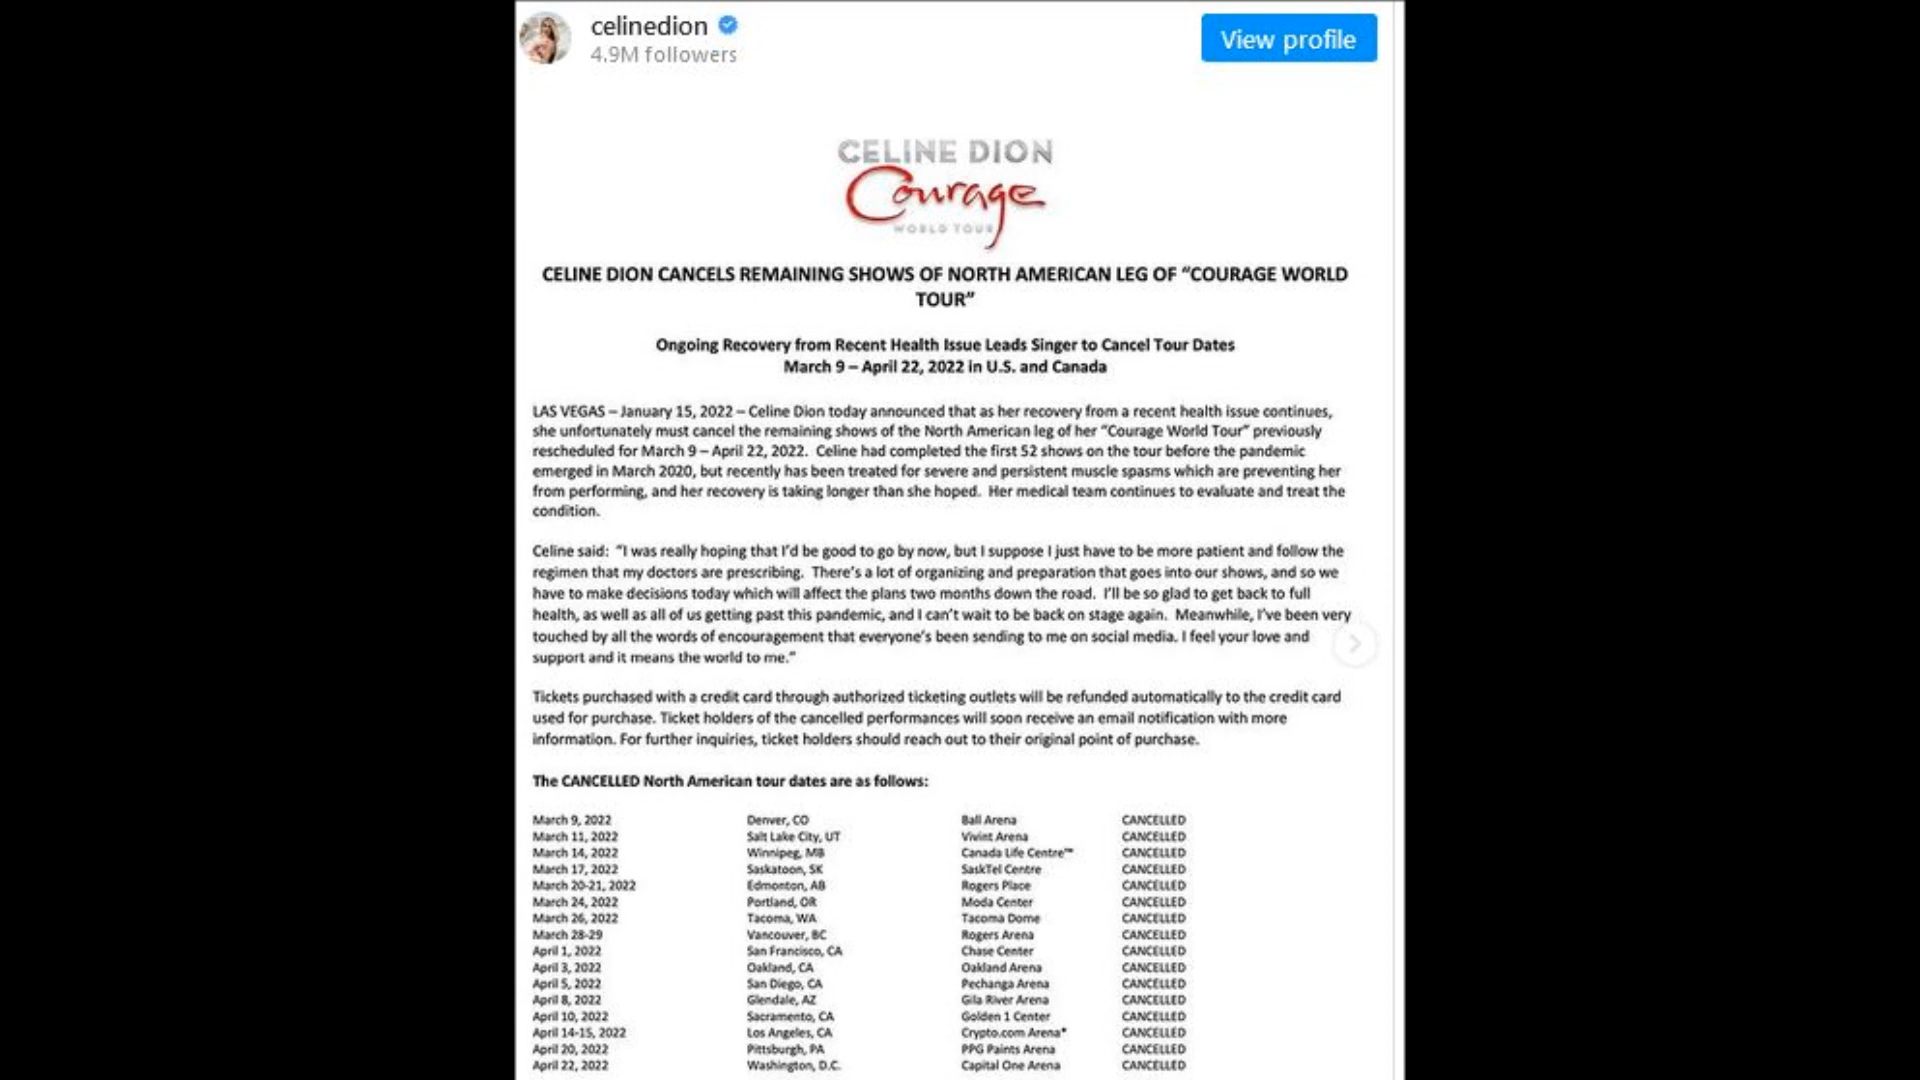 celinedion
4.9M followers
View profile
CELINE DION
Courage
WORLD TOUR
CELINE DION CANCELS REMAINING SHOWS OF NORTH AMERICAN LEG OF “COURAGE WORLD
TOUR”
Ongoing Recovery from Recent Health Issue Leads Singer to Cancel Tour Dates
March 9 – April 22, 2022 in U.S. and Canada
LAS VEGAS – January 15, 2022 – Celine Dion today announced that as her recovery from a recent health issue continues,
she unfortunately must cancel the remaining shows of the North American leg of her “Courage World Tour” previously
rescheduled for March 9 – April 22, 2022. Celine had completed the first 52 shows on the tour before the pandemic
emerged in March 2020, but recently has been treated for severe and persistent muscle spasms which are preventing her
from performing, and her recovery is taking longer than she hoped. Her medical team continues to evaluate and treat the
condition.
Celine said: “I was really hoping that I’d be good to go by now, but I suppose I just have to be more patient and follow the
regimen that my doctors are prescribing. There’s a lot of organizing and preparation that goes into our shows, and so we
have to make decisions today which will affect the plans two months down the road. I’ll be so glad to get back to full
health, as well as all of us getting past this pandemic, and I can’t wait to be back on stage again. Meanwhile, I’ve been very
touched by all the words of encouragement that everyone’s been sending to me on social media. I feel your love and
support and it means the world to me.”
Tickets purchased with a credit card through authorized ticketing outlets will be refunded automatically to the credit card
used for purchase. Ticket holders of the cancelled performances will soon receive an email notification with more
information. For further inquiries, ticket holders should reach out to their original point of purchase.
The CANCELLED North American tour dates are as follows:
March 9, 2022 Denver, CO Ball Arena CANCELLED
March 11, 2022 Salt Lake City, UT Vivint Arena CANCELLED
March 14, 2022 Winnipeg, MB Canada Life Centre™ CANCELLED
March 17, 2022 Saskatoon, SK SaskTel Centre CANCELLED
March 20-21, 2022 Edmonton, AB Rogers Place CANCELLED
March 24, 2022 Portland, OR Moda Center CANCELLED
March 26, 2022 Tacoma, WA Tacoma Dome CANCELLED
March 28-29 Vancouver, BC Rogers Arena CANCELLED
April 1, 2022 San Francisco, CA Chase Center CANCELLED
April 3, 2022 Oakland, CA Oakland Arena CANCELLED
April 5, 2022 San Diego, CA Pechanga Arena CANCELLED
April 8, 2022 Glendale, AZ Gila River Arena CANCELLED
April 10, 2022 Sacramento, CA Golden 1 Center CANCELLED
April 14-15, 2022 Los Angeles, CA Crypto.com Arena* CANCELLED
April 20, 2022 Pittsburgh, PA PPG Paints Arena CANCELLED
April 22, 2022 Washington, D.C. Capital One Arena CANCELLED